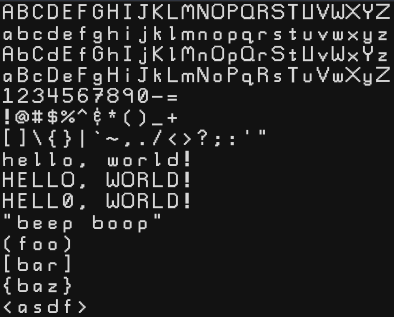 ABCDEFGHIJKLMNOPQRSTUVWXYZ
abcdefghijklmnopqrstuvwxyz
AbCdEfGhIjKlMnOpQrStUvWxYz
aBcDeFgHiJkLmNoPqRsTuVwXyZ
1234567890-=
!@#$%^&*()_+
[]\{}|`~,./<>?;:'"
hello, world!
HELLO, WORLD!
HELL0, WORLD!
"beep boop"
(foo)
[bar]
{baz}
<asdf>